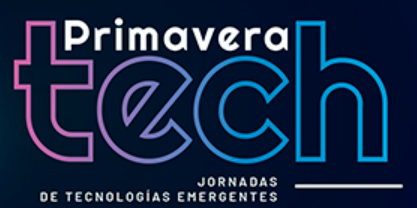 Primavera
tech
JORNADAS
DE TECNOLOGÍAS EMERGENTES